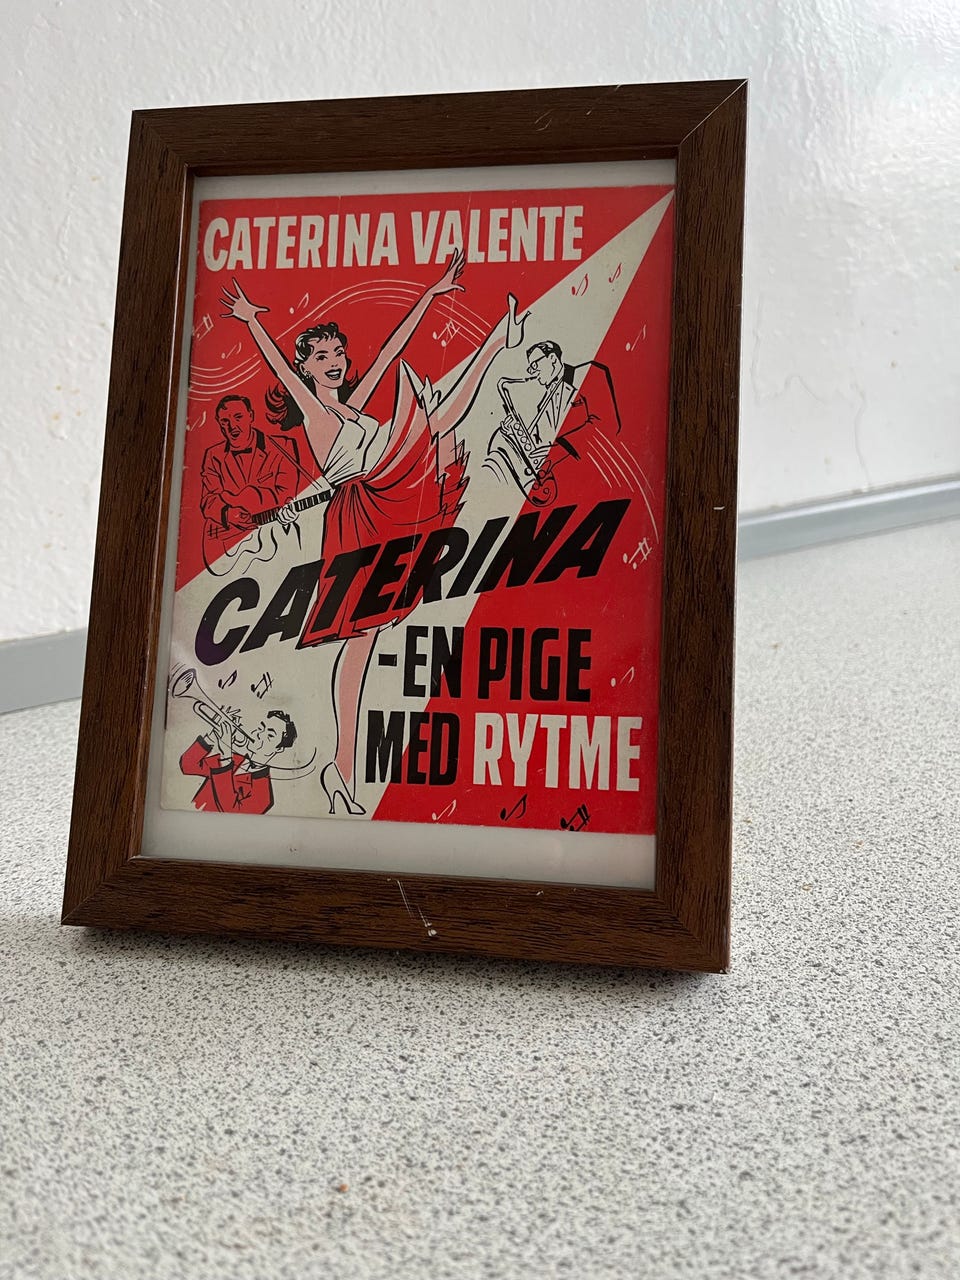 CATERINA VALENTE
CATERINA
-EN PIGE
MED RYTME